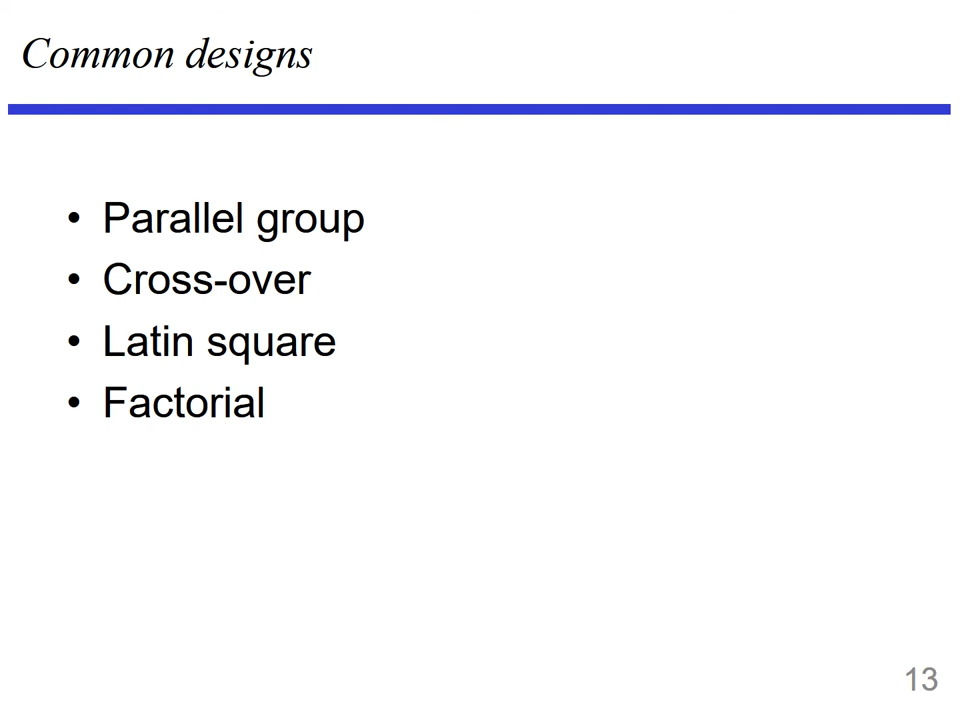 Common designs
• Parallel group
• Cross-over
• Latin square
• Factorial
13